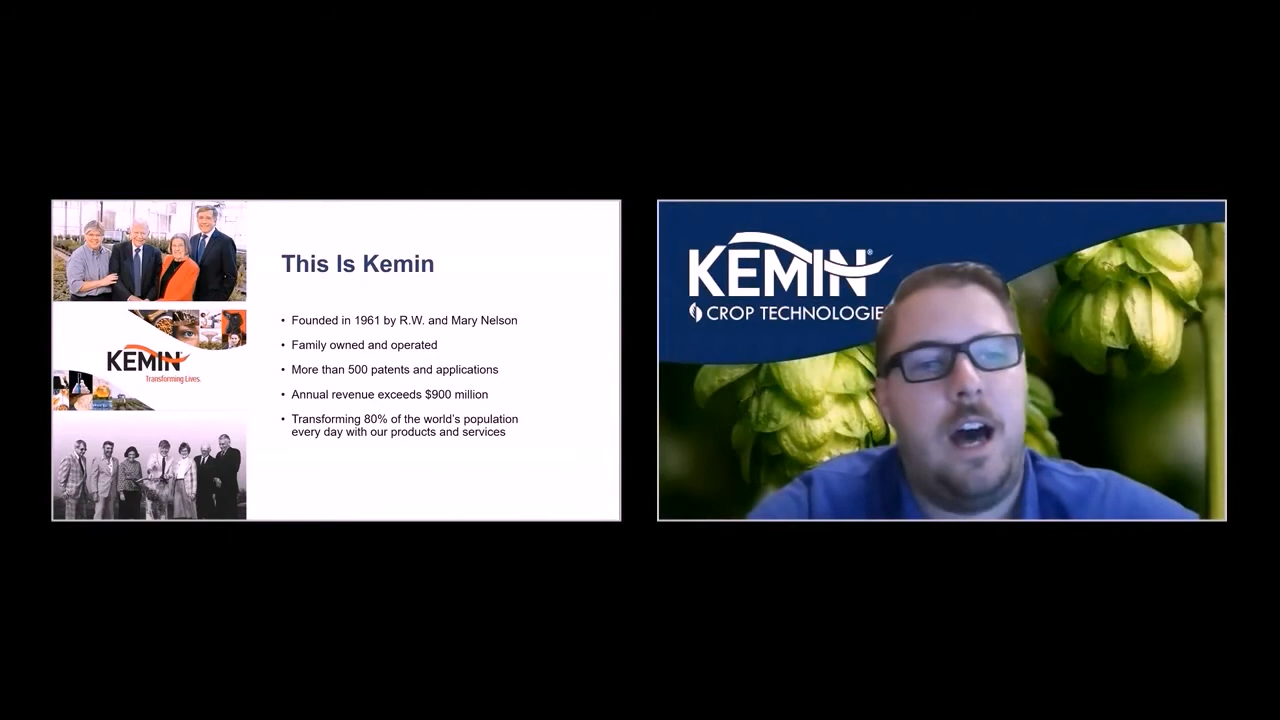 This Is Kemin
• Founded in 1961 by R.W. and Mary Nelson
• Family owned and operated
• More than 500 patents and applications
• Annual revenue exceeds $900 million
• Transforming 80% of the world's population
every day with our products and services
KEMIN
Transforming Lives.
KEMIN®
CROP TECHNOLOGIE